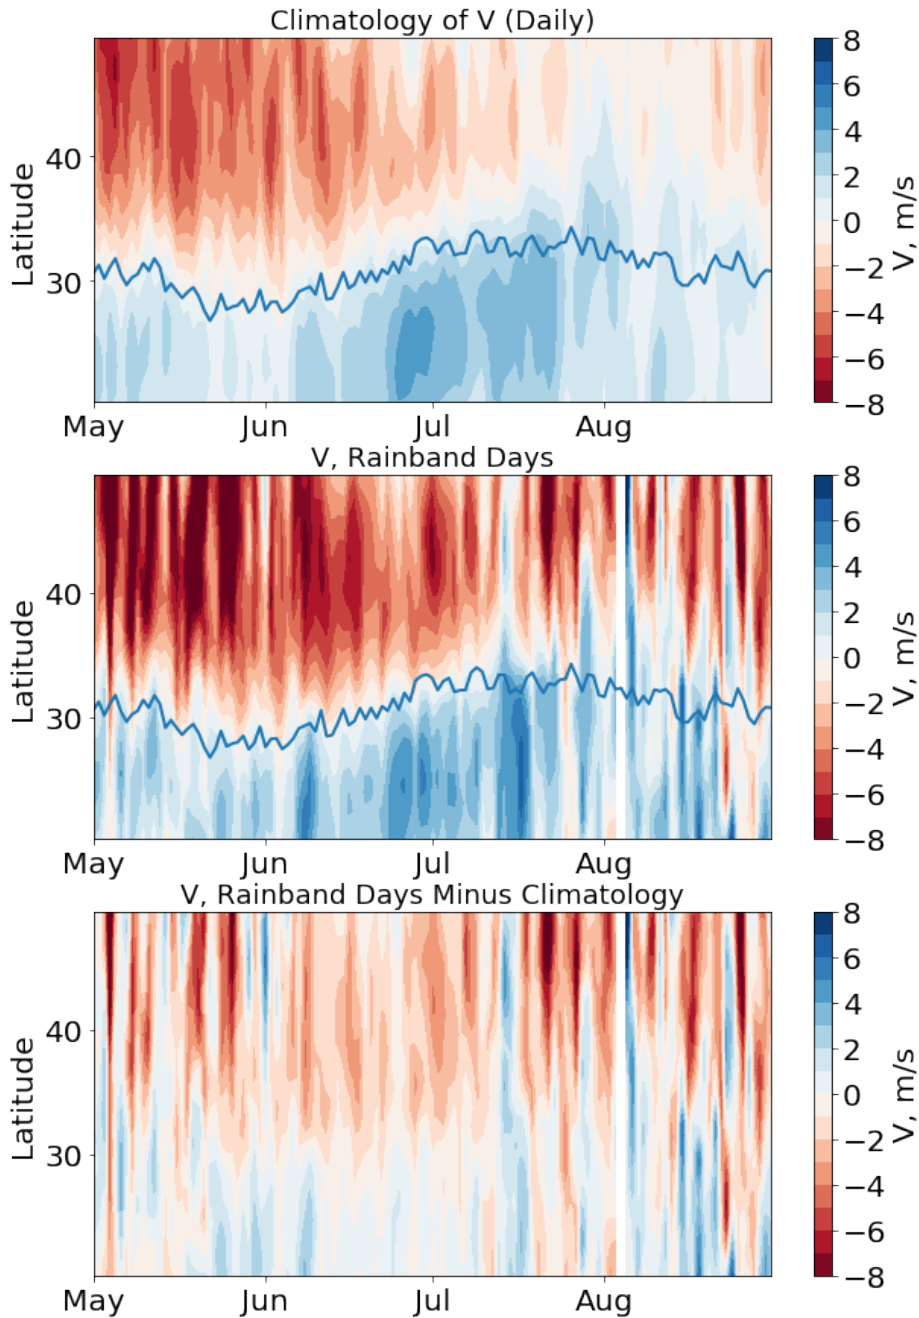 Climatology of V (Daily)
Latitude
40
30
May
Jun
Jul
Aug
8
6
4
2
0
−2
−4
−6
−8
V, m/s
V, Rainband Days
Latitude
40
30
May
Jun
Jul
Aug
8
6
4
2
0
−2
−4
−6
−8
V, m/s
V, Rainband Days Minus Climatology
Latitude
40
30
May
Jun
Jul
Aug
8
6
4
2
0
−2
−4
−6
−8
V, m/s